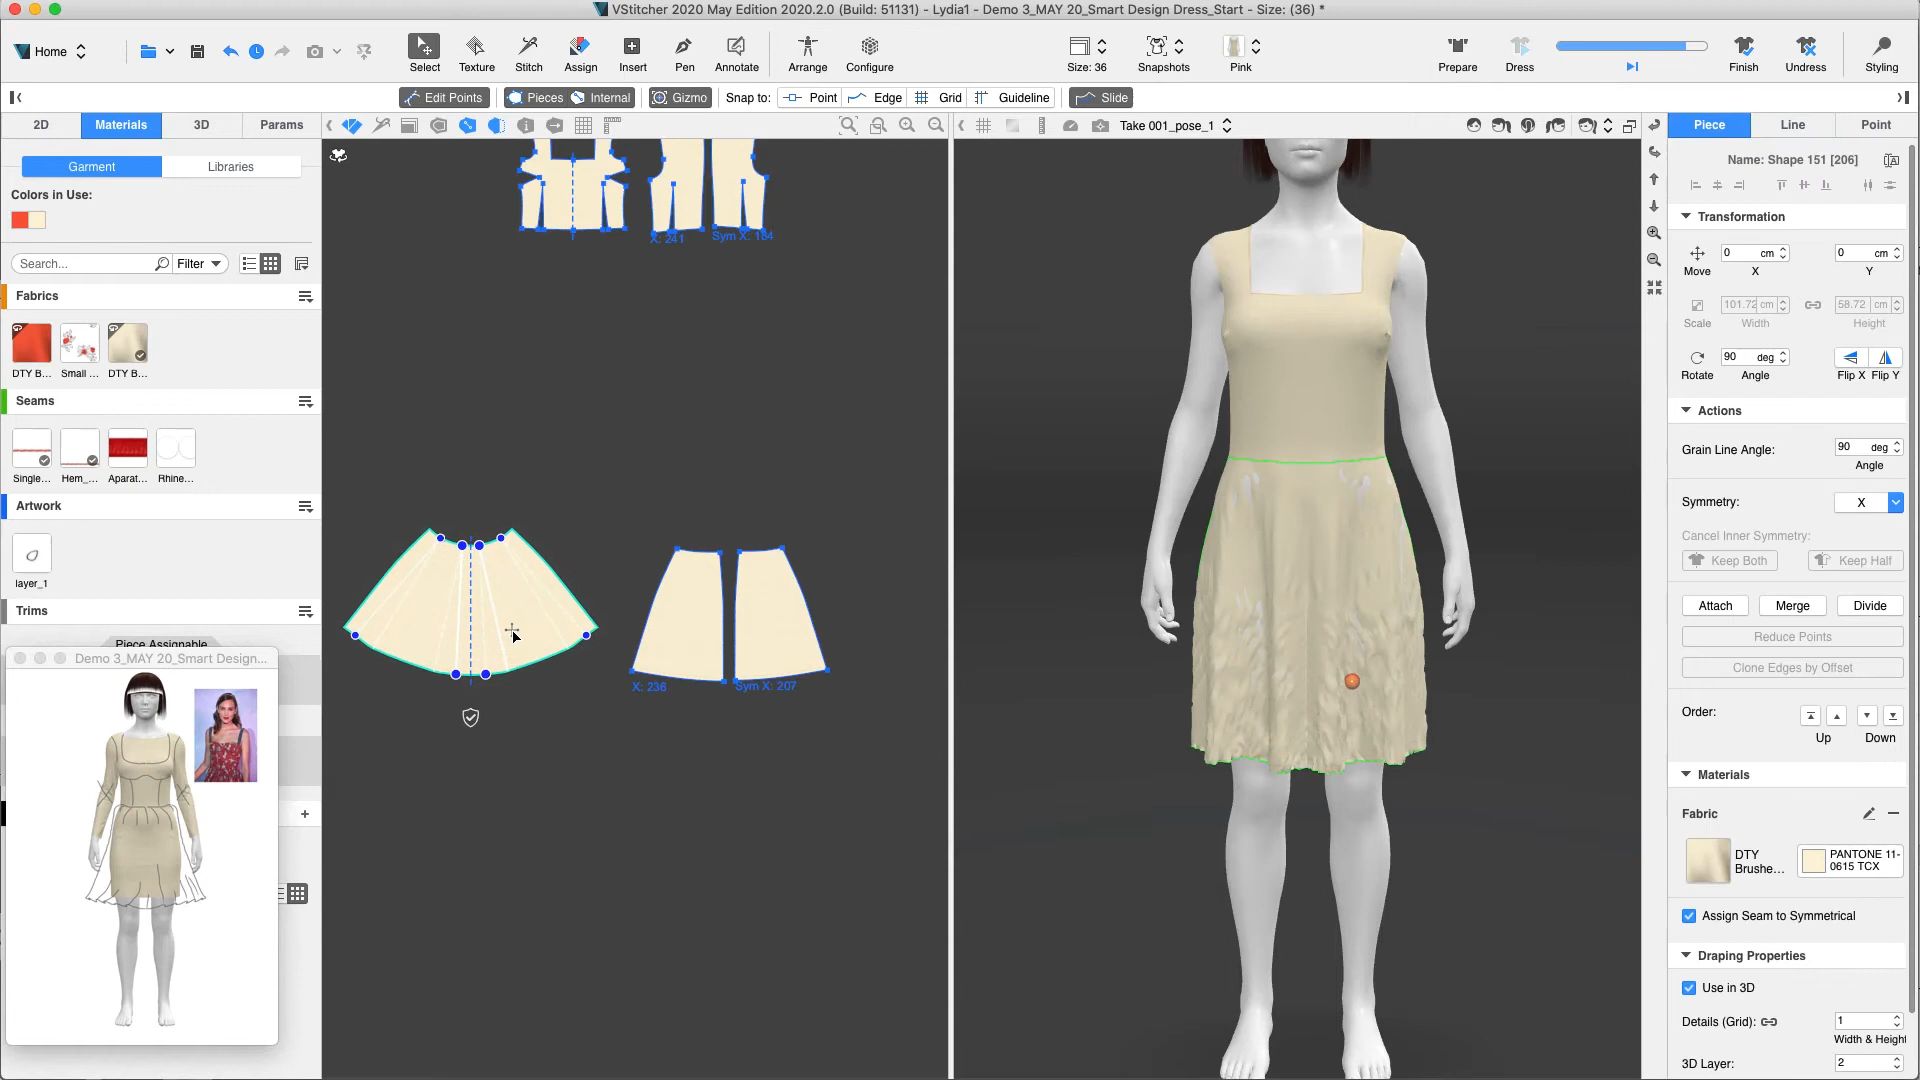 VStitcher 2020 May Edition 2020.2.0 (Build: 51131) - Lydia1 - Demo 3_MAY 20_Smart Design Dress_Start - Size: (36) *
Home
Select
Texture
Stitch
Assign
Insert
Pen
Annotate
Arrange
Configure
Size: 36
Snapshots
Pink
Prepare
Dress
Finish
Undress
Styling
Edit Points
Pieces
Internal
Gizmo
Snap to:
Point
Edge
Grid
Guideline
Slide
2D
Materials
3D
Params
Take 001_pose_1
Piece
Line
Point
Garment
Libraries
Colors in Use:
Search...
Filter
Fabrics
DTY B...
Small ...
DTY B...
Seams
Single...
Hem_...
Aparat...
Rhine...
Artwork
layer_1
Trims
Piece Assignable
Demo 3_MAY 20_Smart Design...
X: 241
Sym X: 184
X: 236
Sym X: 207
Name: Shape 151 [206]
Transformation
0 cm
0 cm
Move
X
Y
101.72 cm
58.72 cm
Scale
Width
Height
90 deg
Rotate
Angle
Flip X
Flip Y
Actions
Grain Line Angle:
90 deg
Angle
Symmetry:
X
Cancel Inner Symmetry:
Keep Both
Keep Half
Attach
Merge
Divide
Reduce Points
Clone Edges by Offset
Order:
Up
Down
Materials
Fabric
DTY
Brushe...
PANTONE 11-
0615 TCX
Assign Seam to Symmetrical
Draping Properties
Use in 3D
Details (Grid):
1
Width & Height
3D Layer:
2